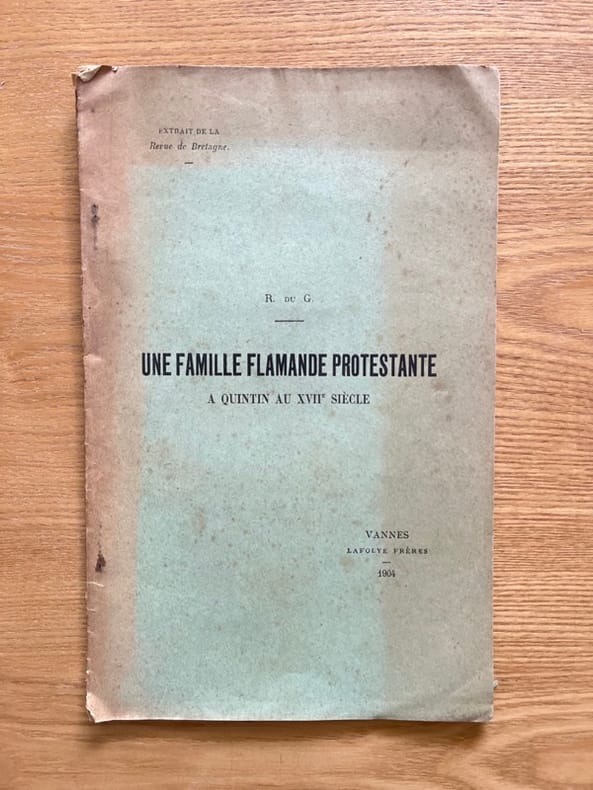 EXTRAIT DE LA
Revue de Bretagne.
R. DU G.
UNE FAMILLE FLAMANDE PROTESTANTE
A QUINTIN AU XVIIe SIÈCLE
VANNES
LAFOLYE FRÈRES
1904